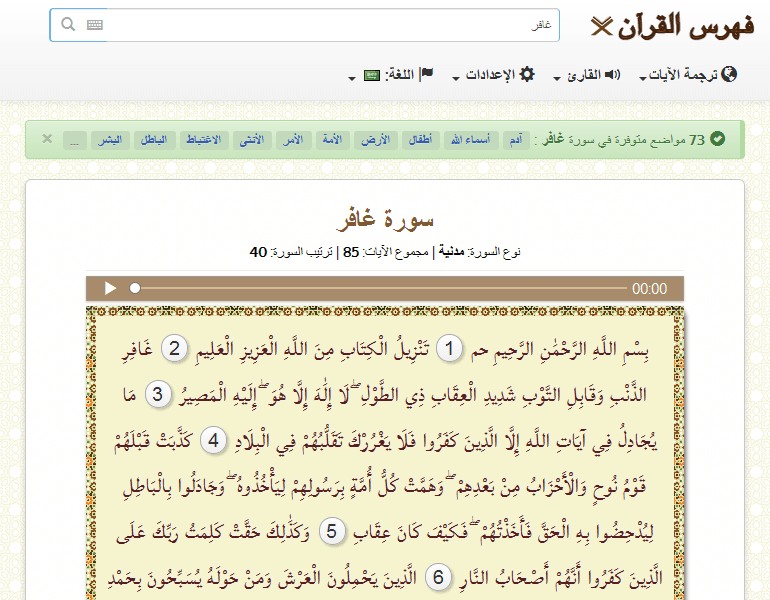 فهرس القرآن
غافر
ترجمة الآيات القارئ الإعدادات اللغة:
73 مواضع متوفرة في سورة غافر : آدم أسماء الله أطفال الأرض الأمة الأمر الأنثى الاغتباط الباطل البشر ... ×
سورة غافر
نوع السورة: مدنية | مجموع الآيات: 85 | ترتيب السورة: 40
00:00
بِسْمِ اللَّهِ الرَّحْمَٰنِ الرَّحِيمِ حم 1 تَنْزِيلُ الْكِتَابِ مِنَ اللَّهِ الْعَزِيزِ الْعَلِيمِ 2 غَافِرِ
الذَّنْبِ وَقَابِلِ التَّوْبِ شَدِيدِ الْعِقَابِ ذِي الطَّوْلِ ۖ لَا إِلَٰهَ إِلَّا هُوَ ۖ إِلَيْهِ الْمَصِيرُ 3 مَا
يُجَادِلُ فِي آيَاتِ اللَّهِ إِلَّا الَّذِينَ كَفَرُوا فَلَا يَغْرُرْكَ تَقَلُّبُهُمْ فِي الْبِلَادِ 4 كَذَّبَتْ قَبْلَهُمْ
قَوْمُ نُوحٍ وَالْأَحْزَابُ مِنْ بَعْدِهِمْ ۖ وَهَمَّتْ كُلُّ أُمَّةٍ بِرَسُولِهِمْ لِيَأْخُذُوهُ ۖ وَجَادَلُوا بِالْبَاطِلِ
لِيُدْحِضُوا بِهِ الْحَقَّ فَأَخَذْتُهُمْ ۖ فَكَيْفَ كَانَ عِقَابِ 5 وَكَذَٰلِكَ حَقَّتْ كَلِمَتُ رَبِّكَ عَلَى
الَّذِينَ كَفَرُوا أَنَّهُمْ أَصْحَابُ النَّارِ 6 الَّذِينَ يَحْمِلُونَ الْعَرْشَ وَمَنْ حَوْلَهُ يُسَبِّحُونَ بِحَمْدِ